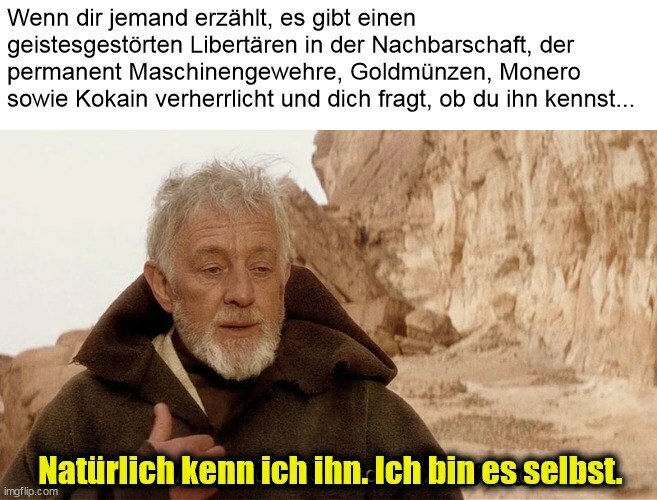 Wenn dir jemand erzählt, es gibt einen
geistesgestörten Libertären in der Nachbarschaft, der
permanent Maschinengewehre, Goldmünzen, Monero
sowie Kokain verherrlicht und dich fragt, ob du ihn kennst...
Natürlich kenn ich ihn. Ich bin es selbst.
imgflip.com